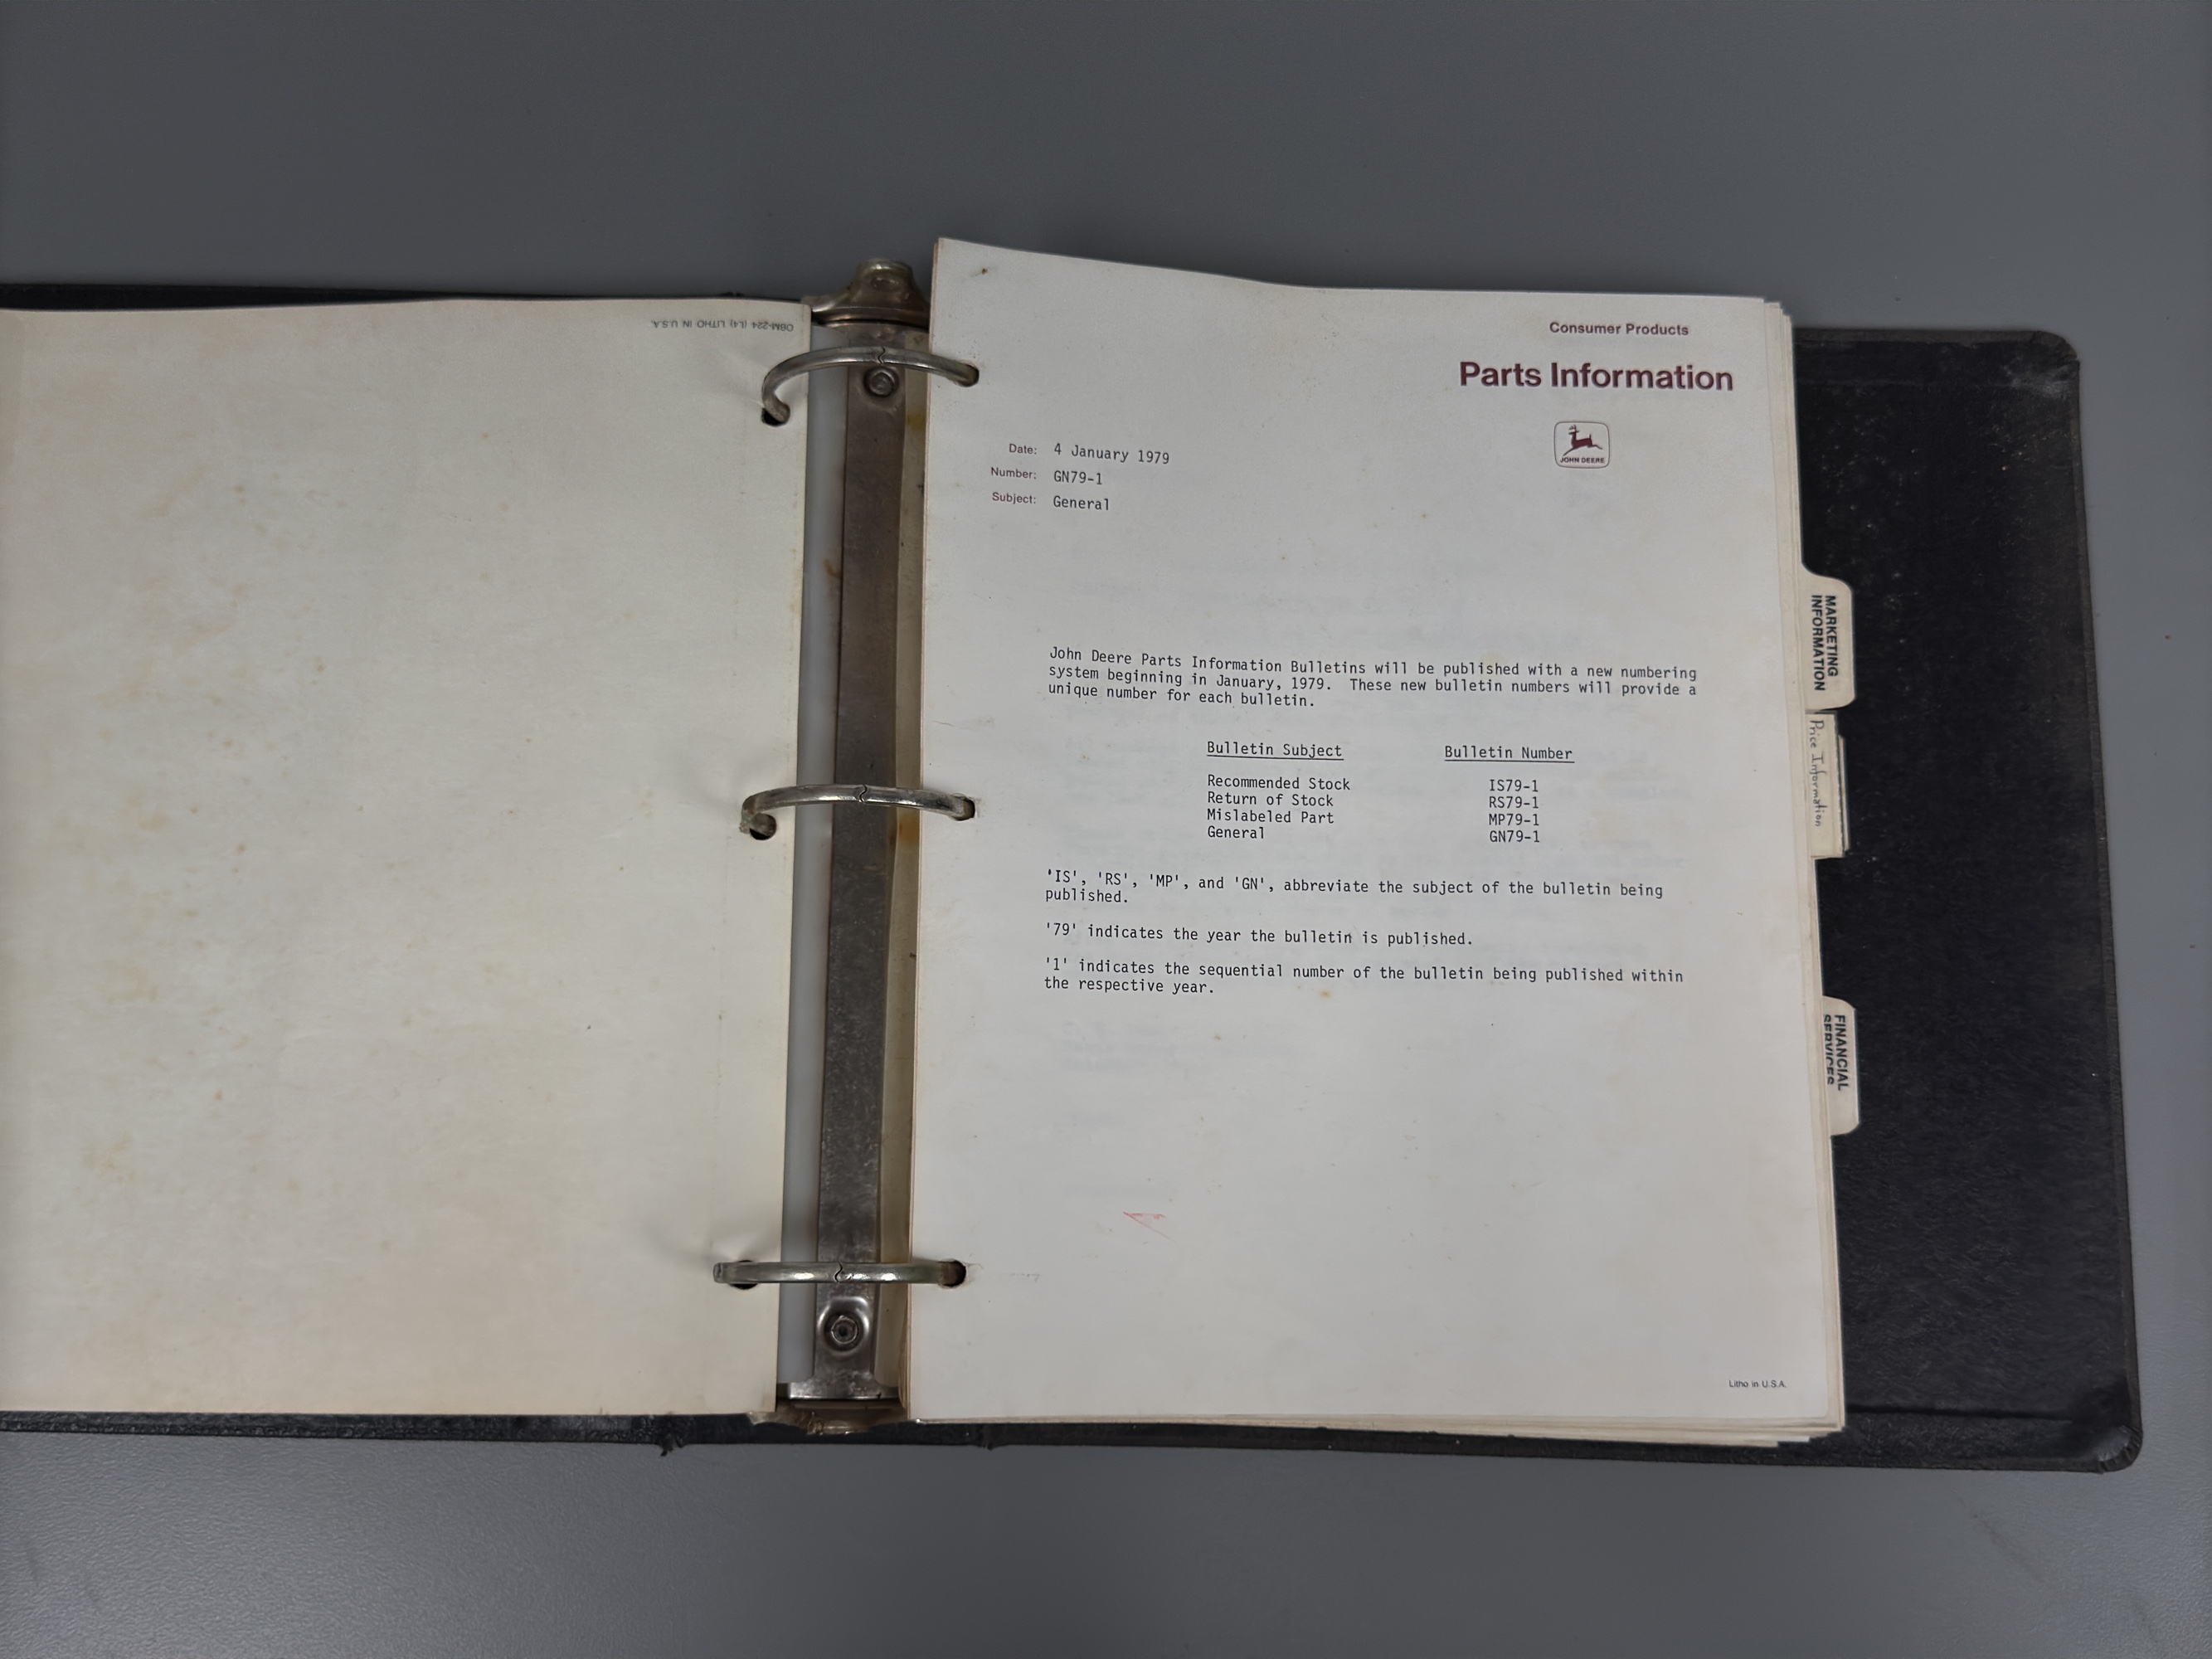 OBM-224 (L4) LITHO IN U.S.A.
Consumer Products
Parts Information
JOHN DEERE
Date: 4 January 1979
Number: GN79-1
Subject: General
John Deere Parts Information Bulletins will be published with a new numbering
system beginning in January, 1979. These new bulletin numbers will provide a
unique number for each bulletin.
Bulletin Subject Bulletin Number
Recommended Stock IS79-1
Return of Stock RS79-1
Mislabeled Part MP79-1
General GN79-1
'IS', 'RS', 'MP', and 'GN', abbreviate the subject of the bulletin being
published.
'79' indicates the year the bulletin is published.
'1' indicates the sequential number of the bulletin being published within
the respective year.
Litho in U.S.A.
MARKETING
INFORMATION
Price Information
FINANCIAL
SERVICES